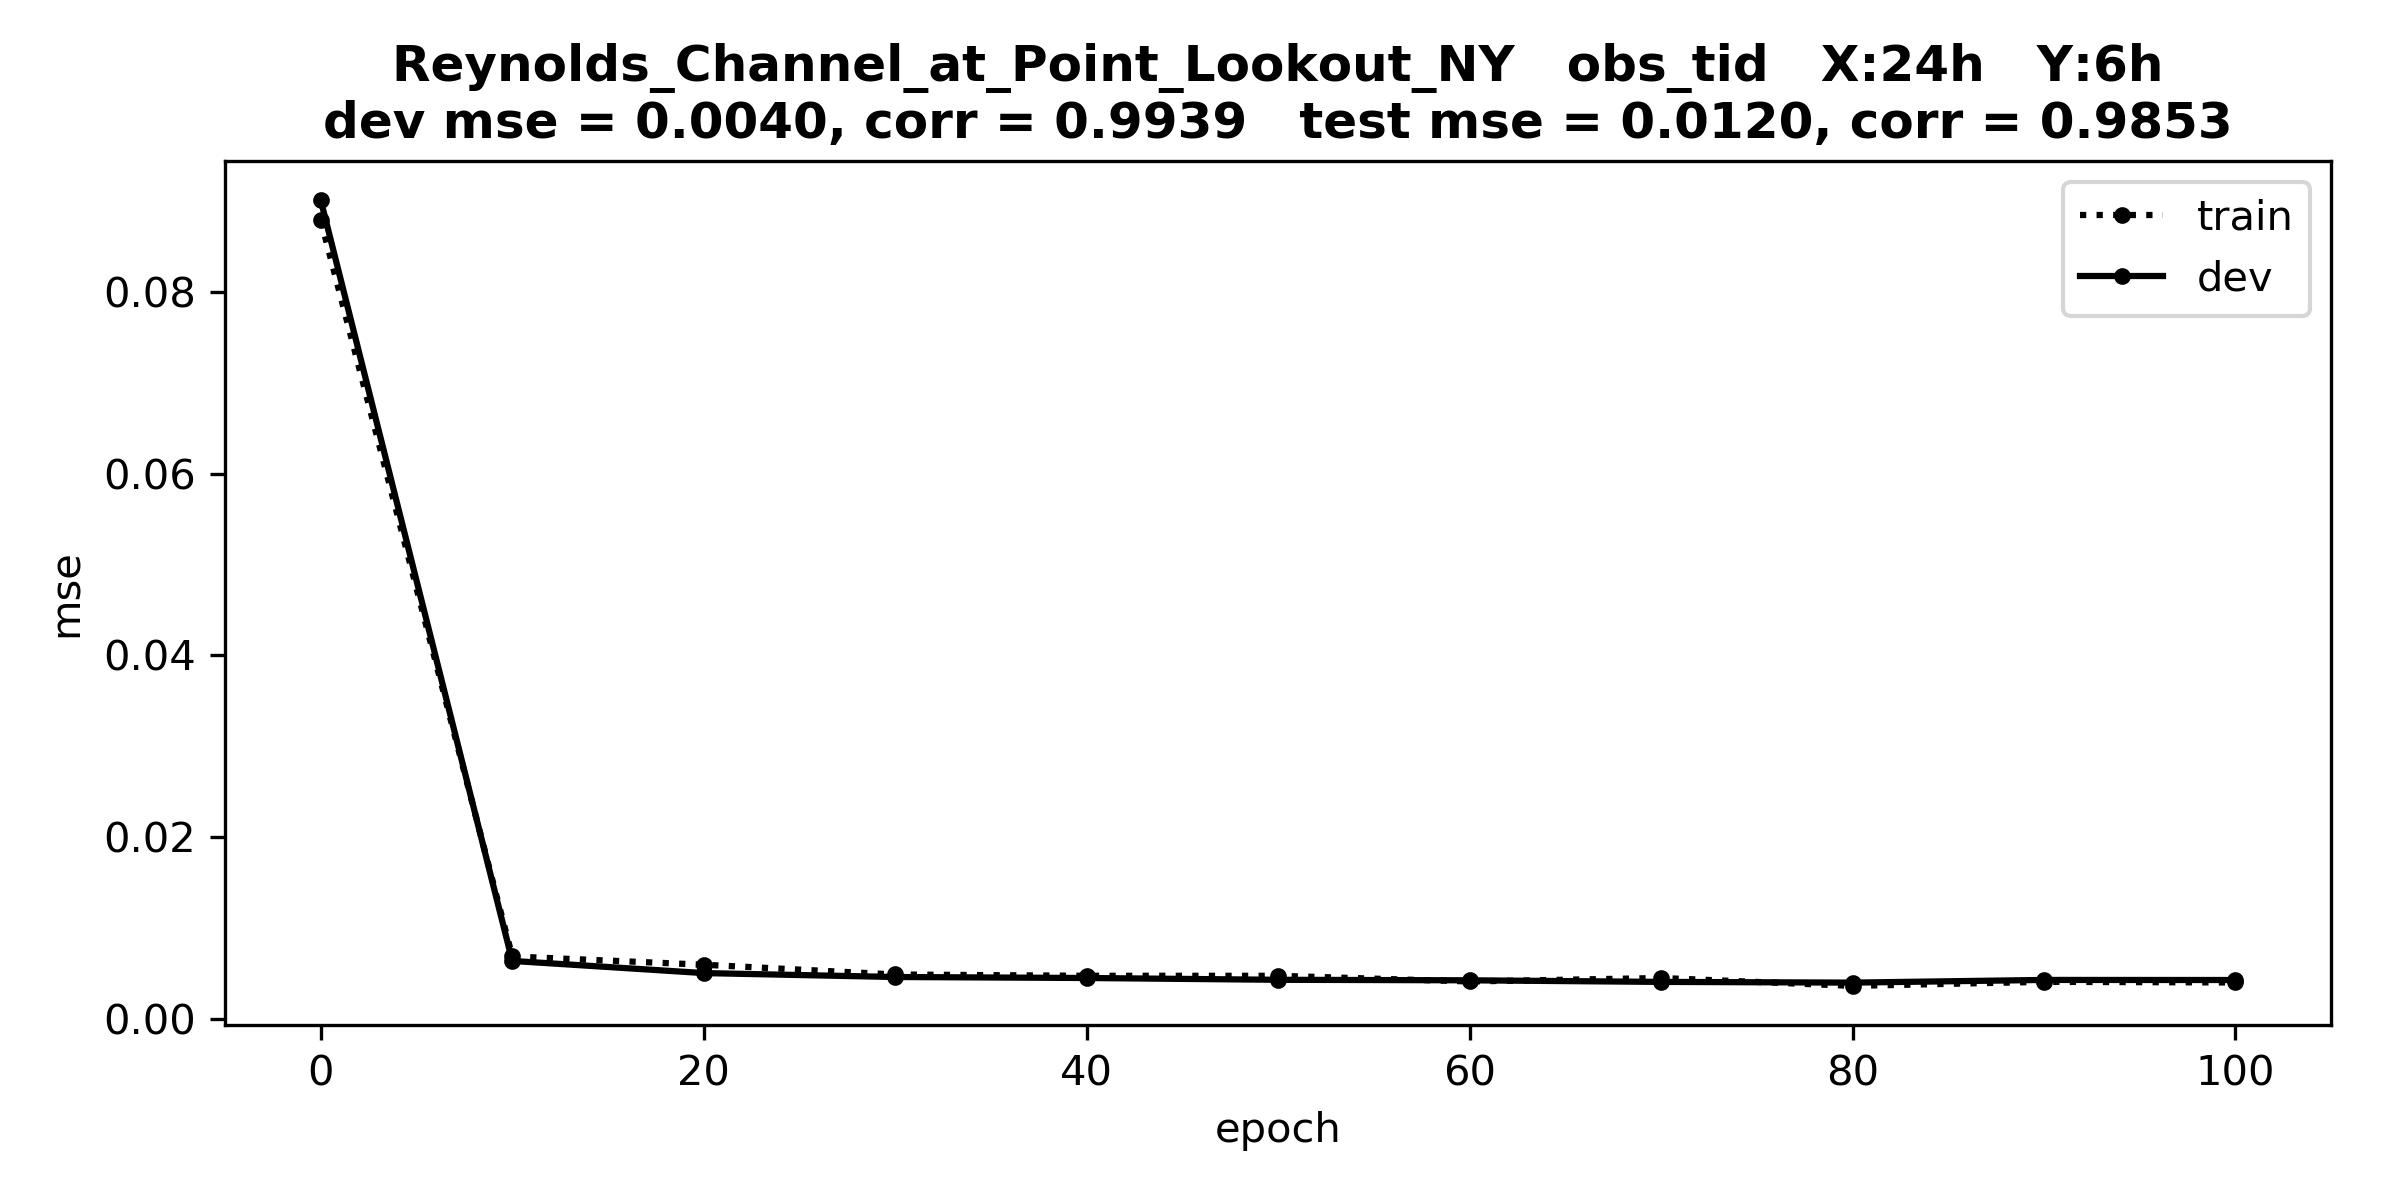 Reynolds_Channel_at_Point_Lookout_NY obs_tid X:24h Y:6h
dev mse = 0.0040, corr = 0.9939 test mse = 0.0120, corr = 0.9853
train
dev
0.08
0.06
0.04
0.02
0.00
mse
0 20 40 60 80 100
epoch